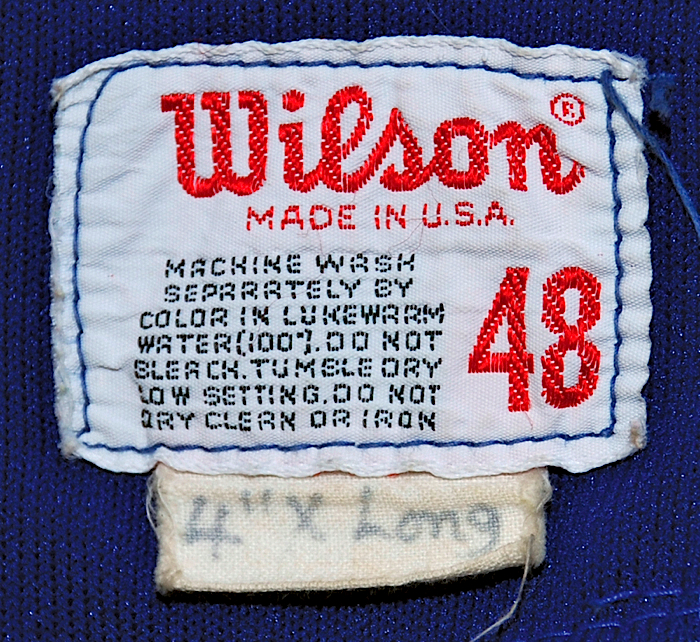 Wilson®
MADE IN U.S.A.
MACHINE WASH
SEPARATELY BY
COLOR IN LUKEWARM
WATER(100°). DO NOT
BLEACH. TUMBLE DRY
LOW SETTING. DO NOT
DRY CLEAN OR IRON
48
4" X Long